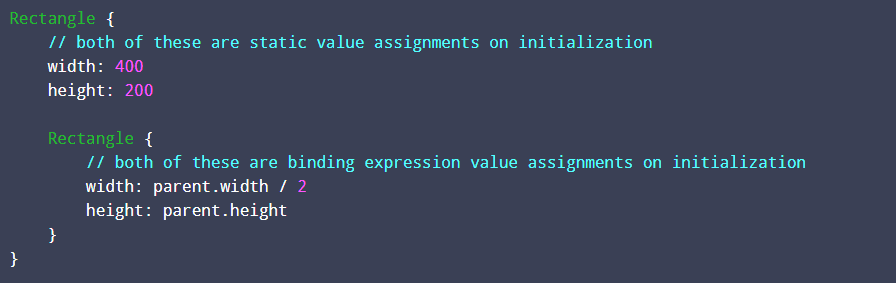 Rectangle {
    // both of these are static value assignments on initialization
    width: 400
    height: 200

    Rectangle {
        // both of these are binding expression value assignments on initialization
        width: parent.width / 2
        height: parent.height
    }
}